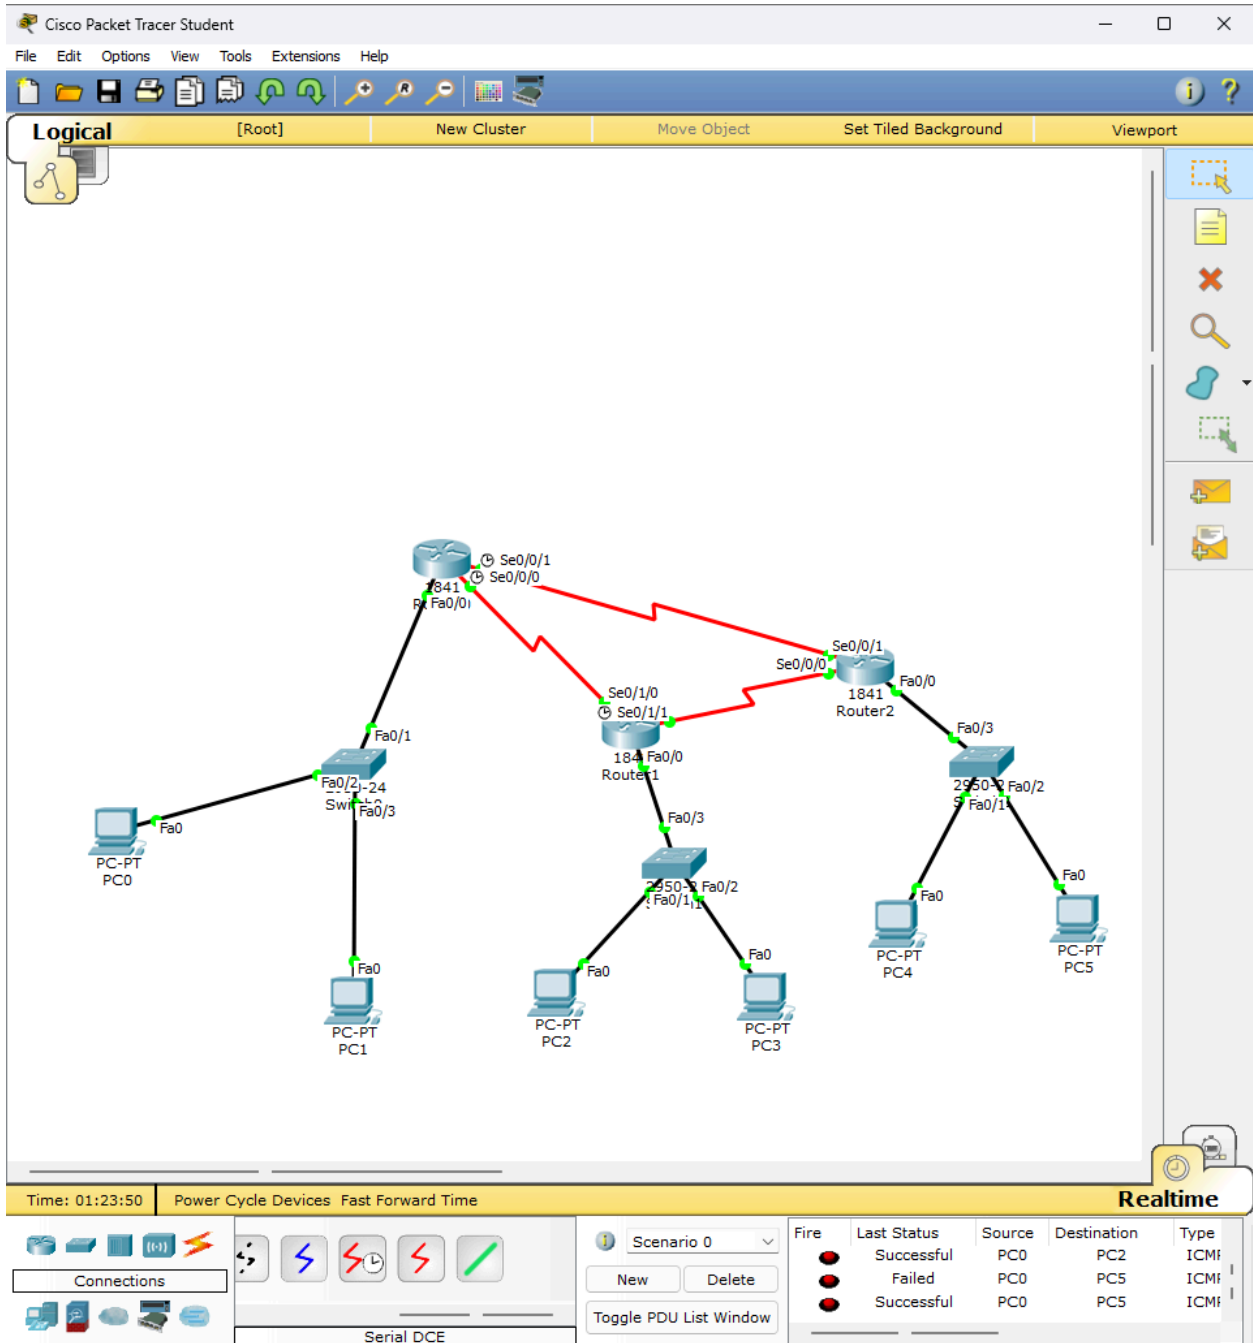 Cisco Packet Tracer Student
File Edit Options View Tools Extensions Help
Logical [Root] New Cluster Move Object Set Tiled Background Viewport
Se0/0/1
Se0/0/0
1841
Fa0/0
Se0/0/1
Se0/0/0
Fa0/0
1841
Router2
Se0/1/0
Se0/1/1
Fa0/0
Router1
Fa0/3
Fa0/1
Fa0/2
Fa0/3
Fa0/2
Fa0/1
Fa0
PC-PT
PC0
Fa0/3
Fa0/2
Fa0/1
Fa0
PC-PT
PC4
Fa0
PC-PT
PC5
Fa0
PC-PT
PC1
Fa0
PC-PT
PC2
Fa0
PC-PT
PC3
Time: 01:23:50 Power Cycle Devices Fast Forward Time Realtime
Connections
Serial DCE
Scenario 0
New Delete
Toggle PDU List Window
Fire Last Status Source Destination Type
Successful PC0 PC2
Failed PC0 PC5
Successful PC0 PC5